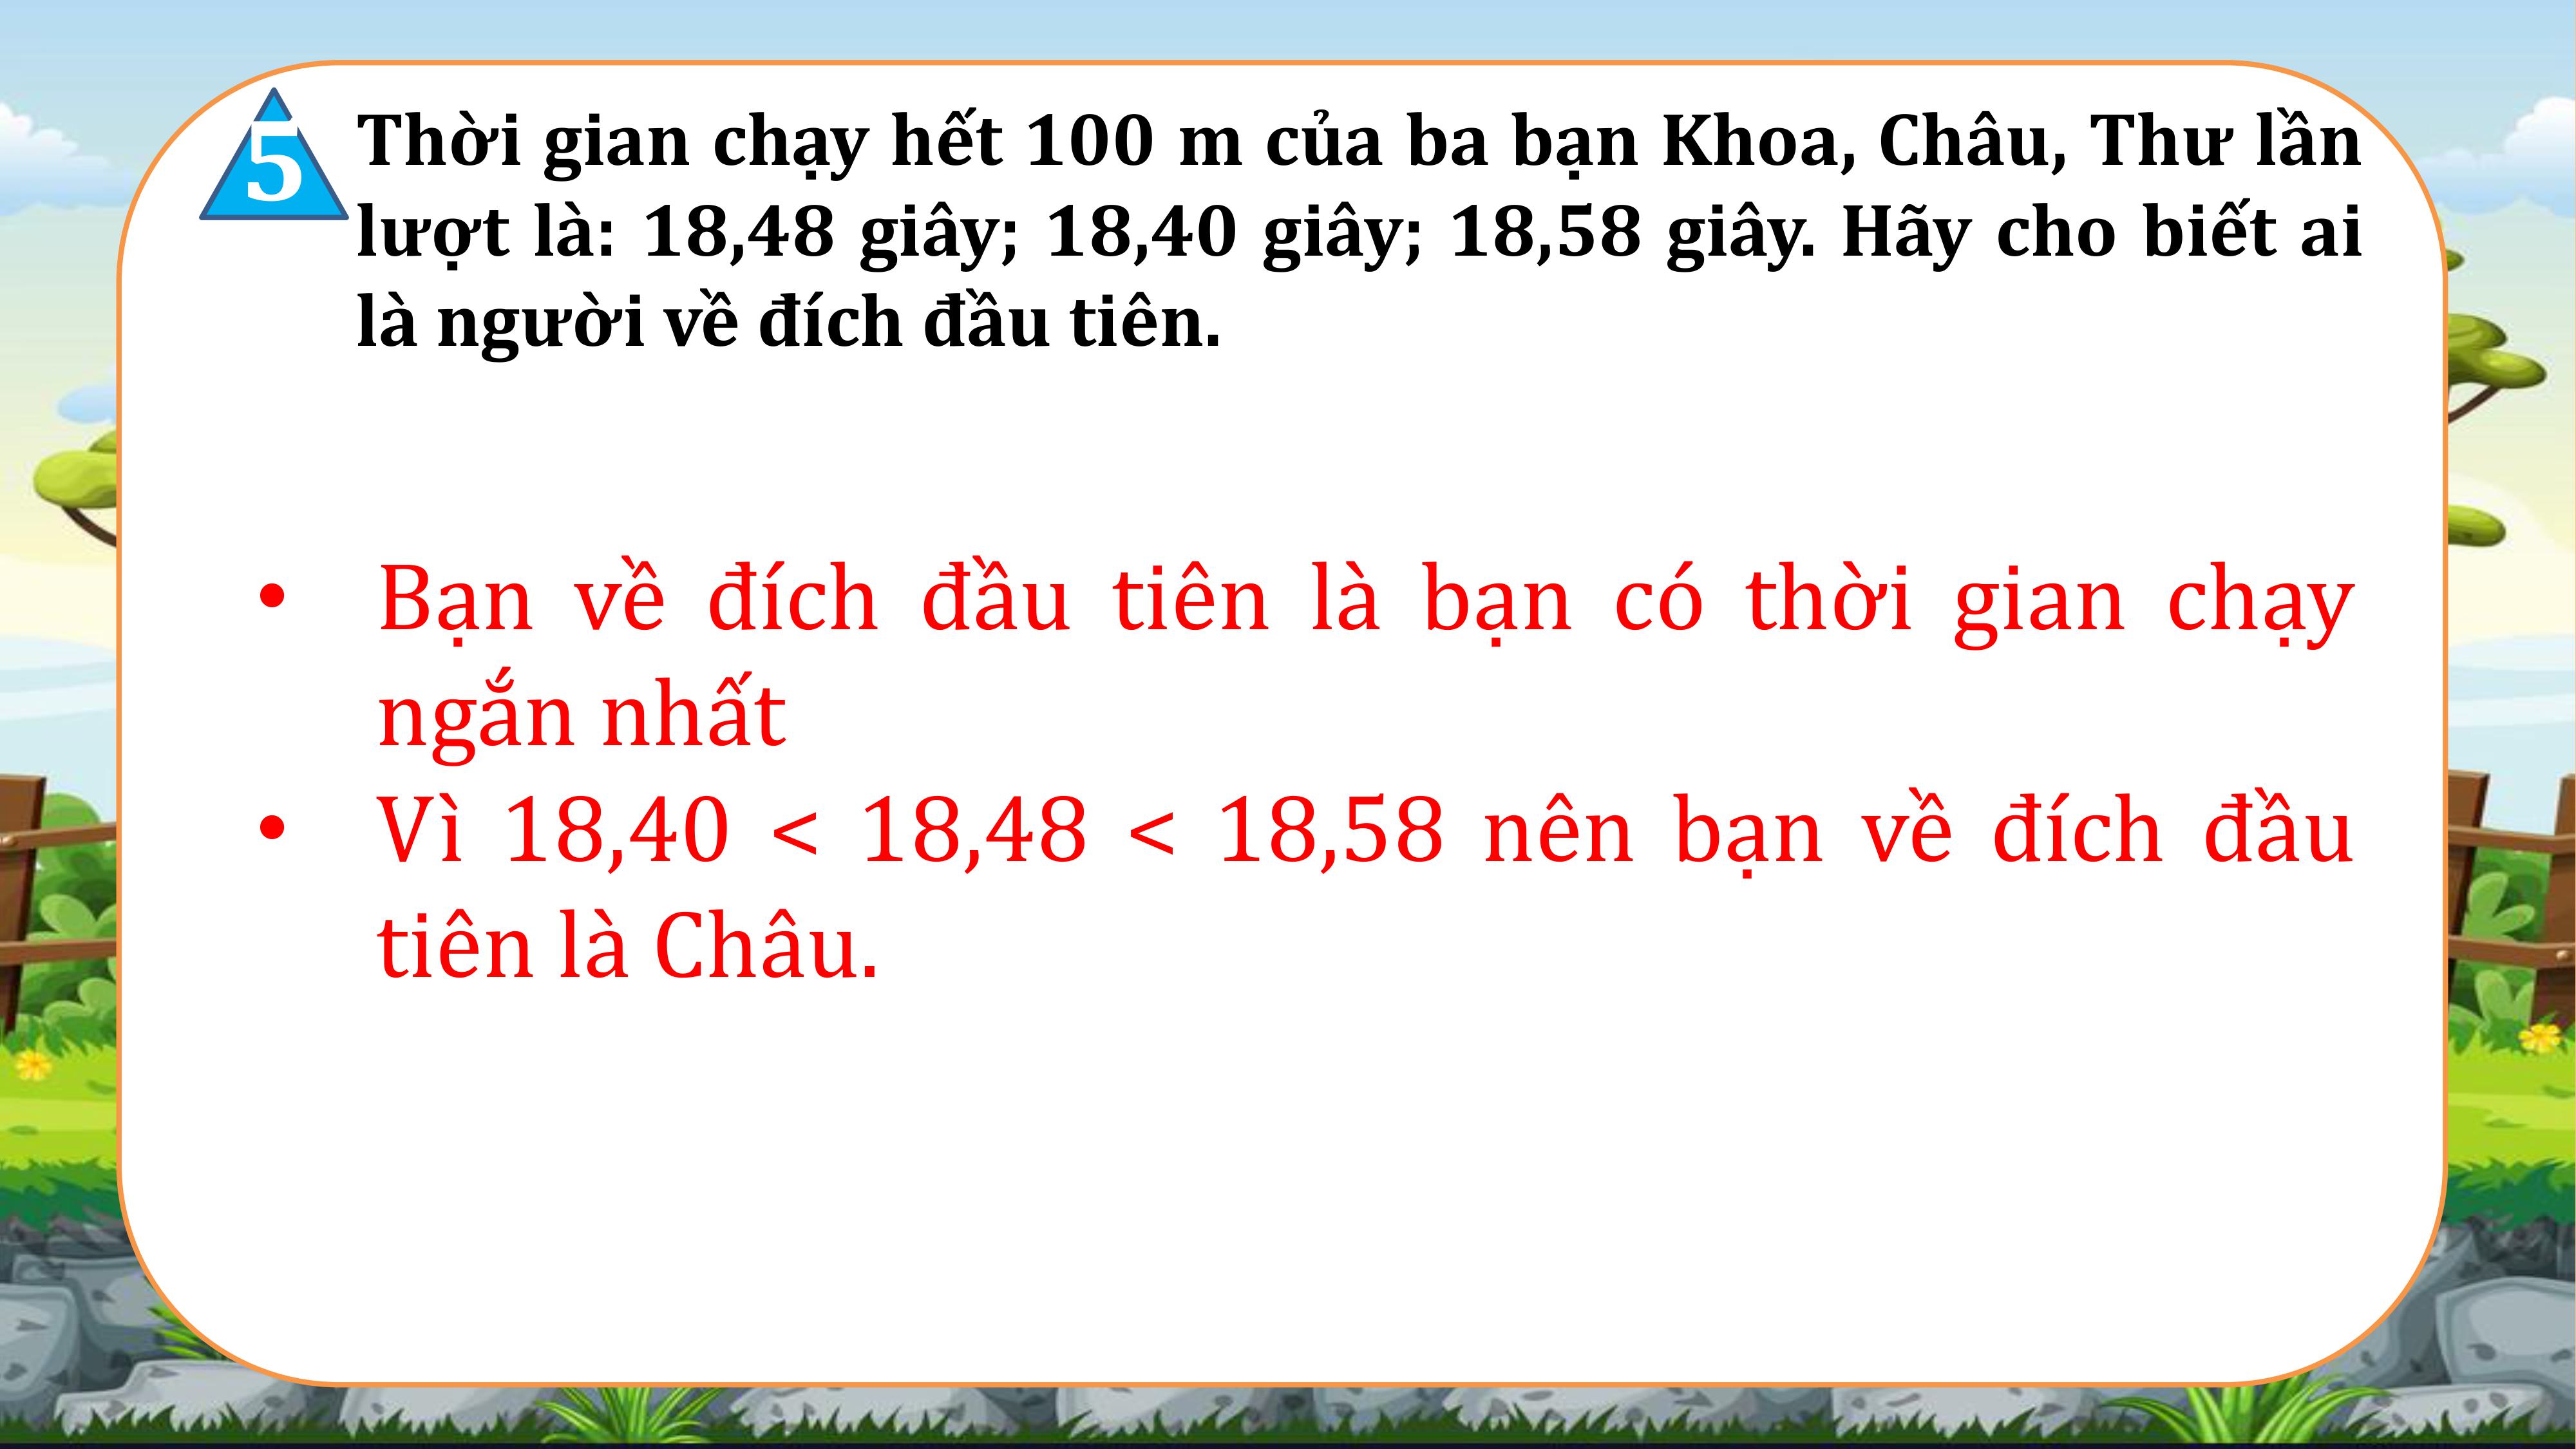 5
Thời gian chạy hết 100 m của ba bạn Khoa, Châu, Thư lần
lượt là: 18,48 giây; 18,40 giây; 18,58 giây. Hãy cho biết ai
là người về đích đầu tiên.
• Bạn về đích đầu tiên là bạn có thời gian chạy
ngắn nhất
• Vì 18,40 < 18,48 < 18,58 nên bạn về đích đầu
tiên là Châu.